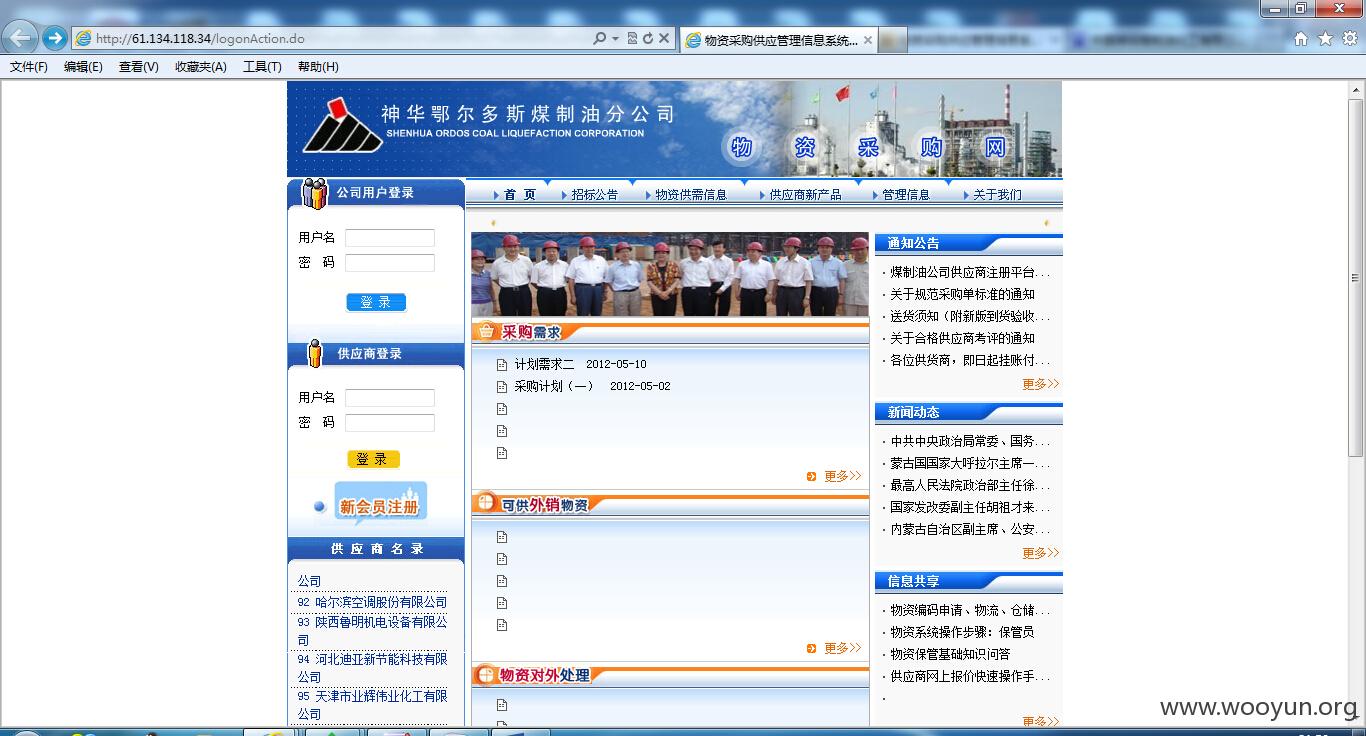 http://61.134.118.34/logonAction.do
物资采购供应管理信息系统...
文件(F) 编辑(E) 查看(V) 收藏夹(A) 工具(T) 帮助(H)
神华鄂尔多斯煤制油分公司
SHENHUA ORDOS COAL LIQUEFACTION CORPORATION
物资采购网
公司用户登录
首 页 招标公告 物资供需信息 供应商新产品 管理信息 关于我们
用户名
密 码
登 录
供应商登录
用户名
密 码
登 录
新会员注册
供 应 商 名 录
公司
92 哈尔滨空调股份有限公司
93 陕西鲁明机电设备有限公
司
94 河北迪亚新节能科技有限
公司
95 天津市业辉伟业化工有限
公司
采购需求
计划需求二 2012-05-10
采购计划（一） 2012-05-02
更多>>
可供外销物资
更多>>
物资对外处理
通知公告
· 煤制油公司供应商注册平台...
· 关于规范采购单标准的通知
· 送货须知（附新版到货验收...
· 关于合格供应商考评的通知
· 各位供货商，即日起挂账付...
更多>>
新闻动态
· 中共中央政治局常委、国务...
· 蒙古国国家大呼拉尔主席一...
· 最高人民法院政治部主任徐...
· 国家发改委副主任胡祖才来...
· 内蒙古自治区副主席、公安...
更多>>
信息共享
· 物资编码申请、物流、仓储...
· 物资系统操作步骤：保管员
· 物资保管基础知识问答
· 供应商网上报价快速操作手...
·
更多>>
www.wooyun.org